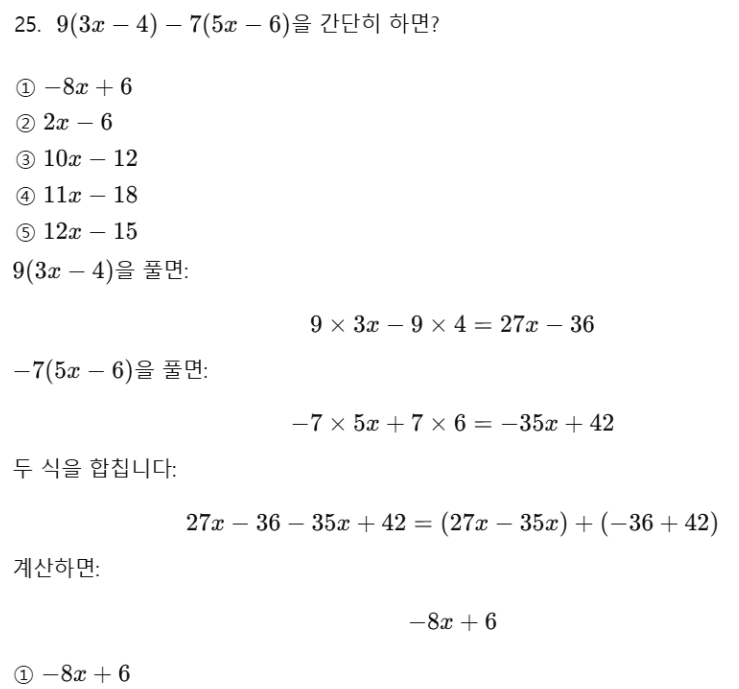 25. 9(3x − 4) − 7(5x − 6)을 간단히 하면?
① −8x + 6
② 2x − 6
③ 10x − 12
④ 11x − 18
⑤ 12x − 15
9(3x − 4)을 풀면:
9 × 3x − 9 × 4 = 27x − 36
−7(5x − 6)을 풀면:
−7 × 5x + 7 × 6 = −35x + 42
두 식을 합칩니다:
27x − 36 − 35x + 42 = (27x − 35x) + (−36 + 42)
계산하면:
−8x + 6
① −8x + 6